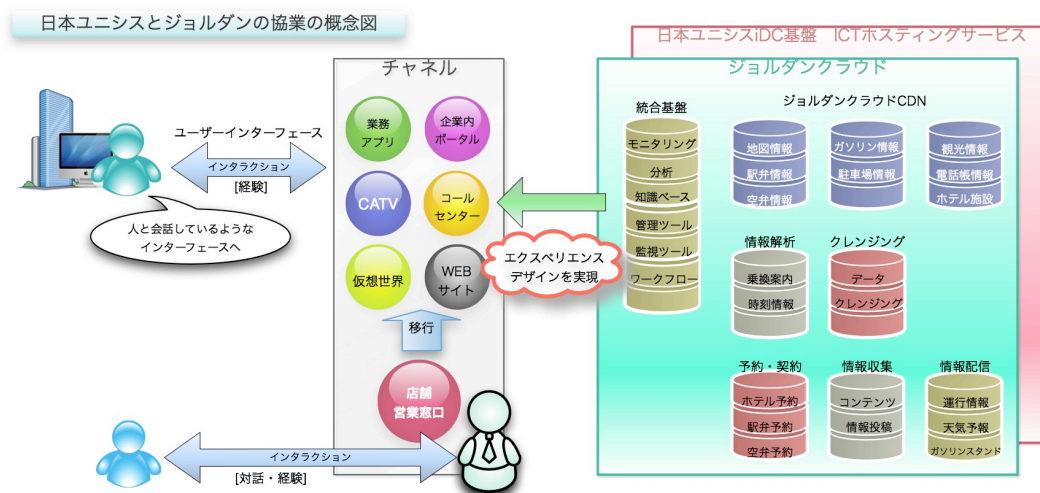 日本ユニシスとジョルダンの協業の概念図
日本ユニシスiDC基盤 ICTホスティングサービス
チャネル
ジョルダンクラウド
ユーザーインターフェース
インタラクション
[経験]
人と会話しているような
インターフェースへ
業務
アプリ
企業内
ポータル
CATV
コール
センター
仮想世界
WEB
サイト
移行
店舗
営業窓口
インタラクション
[対話・経験]
エクスペリエンス
デザインを実現
統合基盤
モニタリング
分析
知識ベース
管理ツール
監視ツール
ワークフロー
ジョルダンクラウドCDN
地図情報
駅弁情報
空弁情報
ガソリン情報
駐車場情報
観光情報
電話帳情報
ホテル施設
情報解析
乗換案内
時刻情報
クレンジング
データ
クレンジング
予約・契約
ホテル予約
駅弁予約
空弁予約
情報収集
コンテンツ
情報投稿
情報配信
運行情報
天気予報
ガソリンスタンド